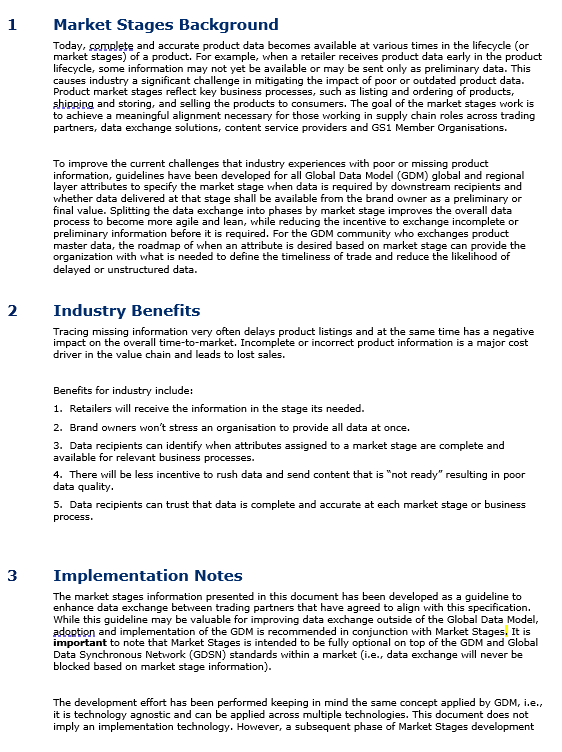 1 Market Stages Background
Today, complete and accurate product data becomes available at various times in the lifecycle (or
market stages) of a product. For example, when a retailer receives product data early in the product
lifecycle, some information may not yet be available or may be sent only as preliminary data. This
causes industry a significant challenge in mitigating the impact of poor or outdated product data.
Product market stages reflect key business processes, such as listing and ordering of products,
shipping and storing, and selling the products to consumers. The goal of the market stages work is
to achieve a meaningful alignment necessary for those working in supply chain roles across trading
partners, data exchange solutions, content service providers and GS1 Member Organisations.
To improve the current challenges that industry experiences with poor or missing product
information, guidelines have been developed for all Global Data Model (GDM) global and regional
layer attributes to specify the market stage when data is required by downstream recipients and
whether data delivered at that stage shall be available from the brand owner as a preliminary or
final value. Splitting the data exchange into phases by market stage improves the overall data
process to become more agile and lean, while reducing the incentive to exchange incomplete or
preliminary information before it is required. For the GDM community who exchanges product
master data, the roadmap of when an attribute is desired based on market stage can provide the
organization with what is needed to define the timeliness of trade and reduce the likelihood of
delayed or unstructured data.
2 Industry Benefits
Tracing missing information very often delays product listings and at the same time has a negative
impact on the overall time-to-market. Incomplete or incorrect product information is a major cost
driver in the value chain and leads to lost sales.
Benefits for industry include:
1. Retailers will receive the information in the stage its needed.
2. Brand owners won't stress an organisation to provide all data at once.
3. Data recipients can identify when attributes assigned to a market stage are complete and
available for relevant business processes.
4. There will be less incentive to rush data and send content that is "not ready" resulting in poor
data quality.
5. Data recipients can trust that data is complete and accurate at each market stage or business
process.
3 Implementation Notes
The market stages information presented in this document has been developed as a guideline to
enhance data exchange between trading partners that have agreed to align with this specification.
While this guideline may be valuable for improving data exchange outside of the Global Data Model,
adoption and implementation of the GDM is recommended in conjunction with Market Stages. It is
important to note that Market Stages is intended to be fully optional on top of the GDM and Global
Data Synchronous Network (GDSN) standards within a market (i.e., data exchange will never be
blocked based on market stage information).
The development effort has been performed keeping in mind the same concept applied by GDM, i.e.,
it is technology agnostic and can be applied across multiple technologies. This document does not
imply an implementation technology. However, a subsequent phase of Market Stages development